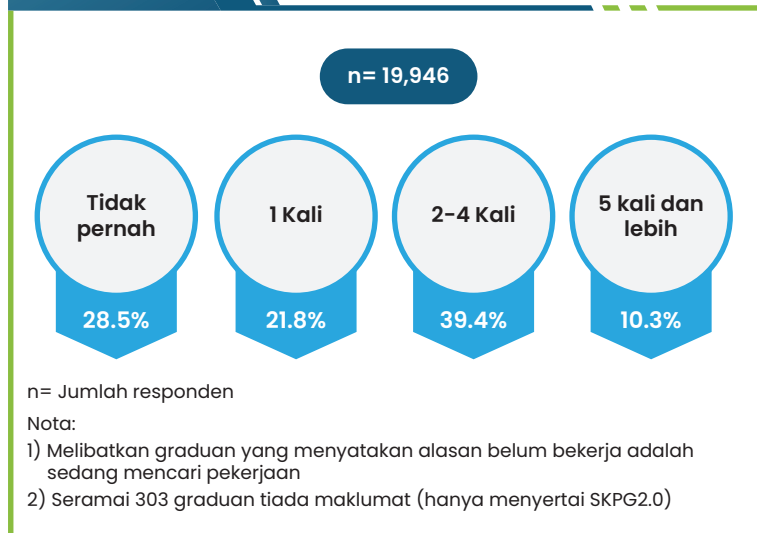 n= 19,946
Tidak
pernah
1 Kali
2-4 Kali
5 kali dan
lebih
28.5%
21.8%
39.4%
10.3%
n= Jumlah responden
Nota:
1) Melibatkan graduan yang menyatakan alasan belum bekerja adalah
sedang mencari pekerjaan
2) Seramai 303 graduan tiada maklumat (hanya menyertai SKPG2.0)